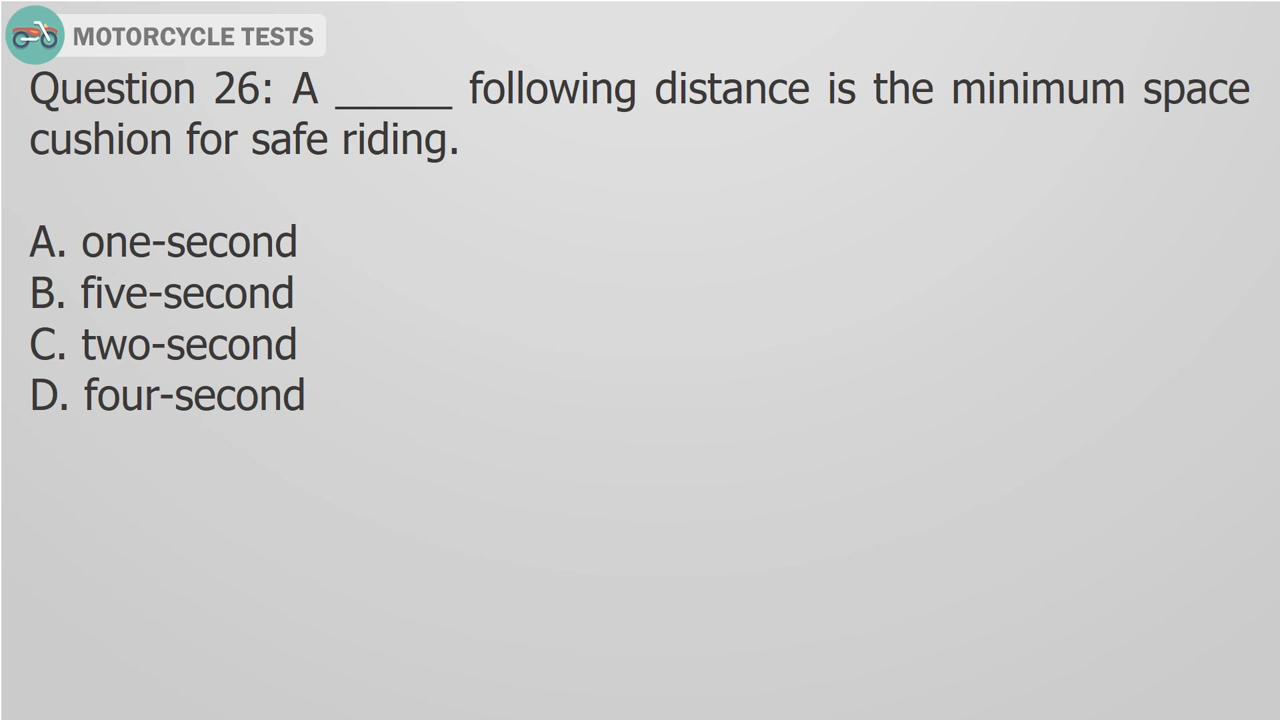 MOTORCYCLE TESTS
Question 26: A _____ following distance is the minimum space
cushion for safe riding.
A. one-second
B. five-second
C. two-second
D. four-second